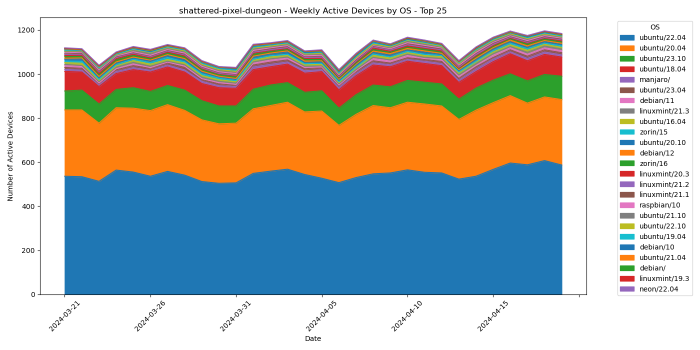 shattered-pixel-dungeon - Weekly Active Devices by OS - Top 25
Number of Active Devices
1200
1000
800
600
400
200
0
2024-03-21
2024-03-26
2024-03-31
2024-04-05
2024-04-10
2024-04-15
Date
OS
ubuntu/22.04
ubuntu/20.04
ubuntu/23.10
ubuntu/18.04
manjaro/
ubuntu/23.04
debian/11
linuxmint/21.3
ubuntu/16.04
zorin/15
ubuntu/20.10
debian/12
zorin/16
linuxmint/20.3
linuxmint/21.2
linuxmint/21.1
raspbian/10
ubuntu/21.10
ubuntu/22.10
ubuntu/19.04
debian/10
ubuntu/21.04
debian/
linuxmint/19.3
neon/22.04